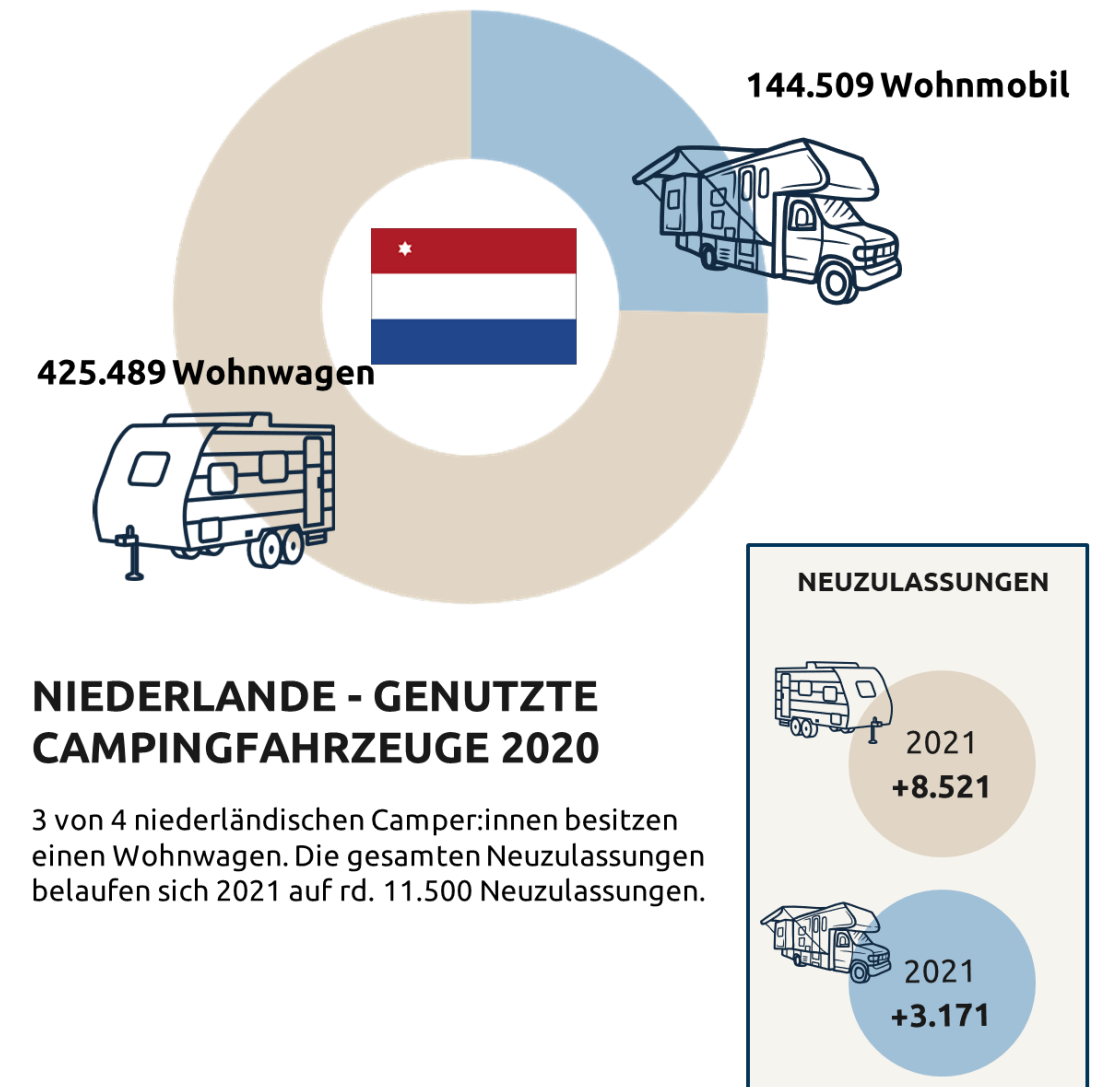 144.509 Wohnmobil
425.489 Wohnwagen
NIEDERLANDE - GENUTZTE
CAMPINGFAHRZEUGE 2020
3 von 4 niederländischen Camper:innen besitzen
einen Wohnwagen. Die gesamten Neuzulassungen
belaufen sich 2021 auf rd. 11.500 Neuzulassungen.
NEUZULASSUNGEN
2021
+8.521
2021
+3.171